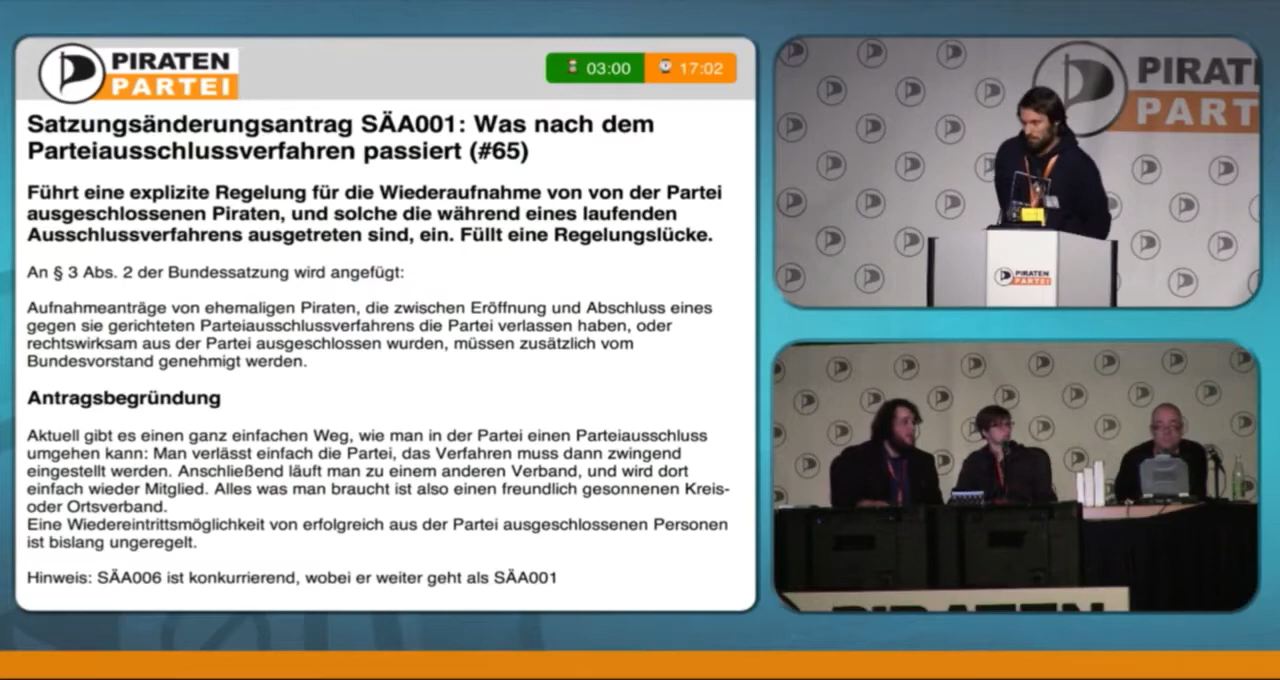 PIRATEN
PARTEI
03:00
17:02
Satzungsänderungsantrag SÄA001: Was nach dem
Parteiausschlussverfahren passiert (#65)
Führt eine explizite Regelung für die Wiederaufnahme von von der Partei
ausgeschlossenen Piraten, und solche die während eines laufenden
Ausschlussverfahrens ausgetreten sind, ein. Füllt eine Regelungslücke.
An § 3 Abs. 2 der Bundessatzung wird angefügt:
Aufnahmeanträge von ehemaligen Piraten, die zwischen Eröffnung und Abschluss eines
gegen sie gerichteten Parteiausschlussverfahrens die Partei verlassen haben, oder
rechtswirksam aus der Partei ausgeschlossen wurden, müssen zusätzlich vom
Bundesvorstand genehmigt werden.
Antragsbegründung
Aktuell gibt es einen ganz einfachen Weg, wie man in der Partei einen Parteiausschluss
umgehen kann: Man verlässt einfach die Partei, das Verfahren muss dann zwingend
eingestellt werden. Anschließend läuft man zu einem anderen Verband, und wird dort
einfach wieder Mitglied. Alles was man braucht ist also einen freundlich gesonnenen Kreis-
oder Ortsverband.
Eine Wiedereintrittsmöglichkeit von erfolgreich aus der Partei ausgeschlossenen Personen
ist bislang ungeregelt.
Hinweis: SÄA006 ist konkurrierend, wobei er weiter geht als SÄA001
PIRAT
PART
PIRATEN
PARTEI
PIRATEN